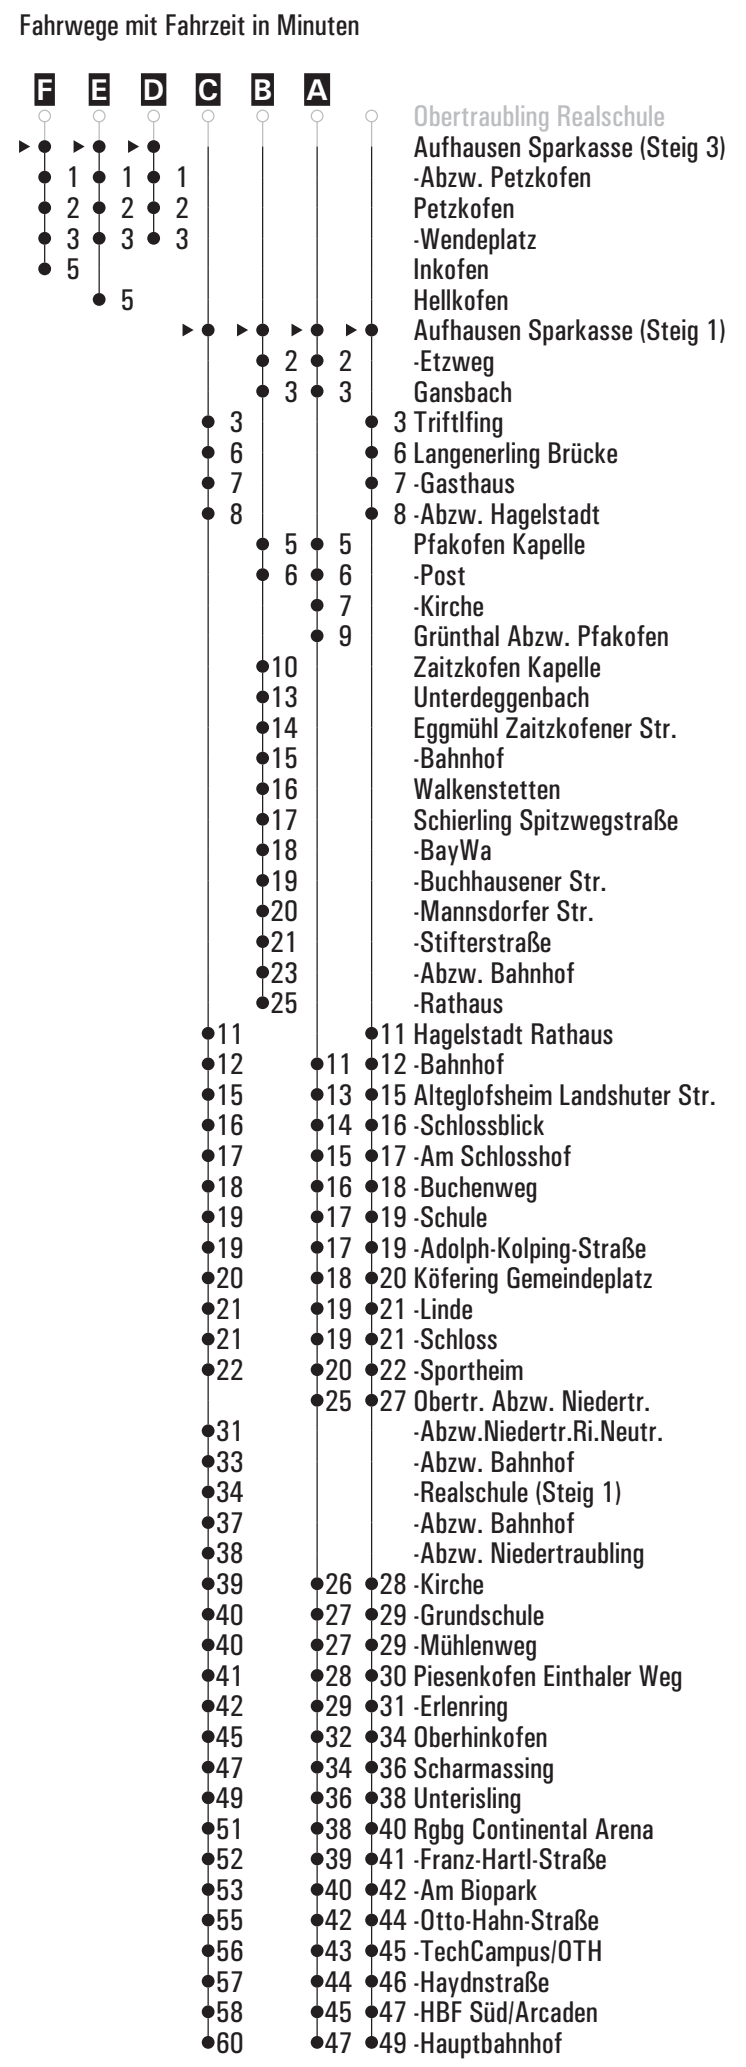 Fahrwege mit Fahrzeit in Minuten
F E D C B A
Obertraubling Realschule
Aufhausen Sparkasse (Steig 3)
1 1 1 -Abzw. Petzkofen
2 2 2 Petzkofen
3 3 3 -Wendeplatz
5 Inkofen
5 Hellkofen
Aufhausen Sparkasse (Steig 1)
2 2 -Etzweg
3 3 Gansbach
3 3 Triftlfing
6 6 Langenerling Brücke
7 7 -Gasthaus
8 8 -Abzw. Hagelstadt
5 5 Pfakofen Kapelle
6 6 -Post
7 -Kirche
9 Grünthal Abzw. Pfakofen
10 Zaitzkofen Kapelle
13 Unterdeggenbach
14 Eggmühl Zaitzkofener Str.
15 -Bahnhof
16 Walkenstetten
17 Schierling Spitzwegstraße
18 -BayWa
19 -Buchhausener Str.
20 -Mannsdorfer Str.
21 -Stifterstraße
23 -Abzw. Bahnhof
25 -Rathaus
11 11 Hagelstadt Rathaus
12 11 12 -Bahnhof
15 13 15 Alteglofsheim Landshuter Str.
16 14 16 -Schlossblick
17 15 17 -Am Schlosshof
18 16 18 -Buchenweg
19 17 19 -Schule
19 17 19 -Adolph-Kolping-Straße
20 18 20 Köfering Gemeindeplatz
21 19 21 -Linde
21 19 21 -Schloss
22 20 22 -Sportheim
25 27 Obertr. Abzw. Niedertr.
31 -Abzw.Niedertr.Ri.Neutr.
33 -Abzw. Bahnhof
34 -Realschule (Steig 1)
37 -Abzw. Bahnhof
38 -Abzw. Niedertraubling
39 26 28 -Kirche
40 27 29 -Grundschule
40 27 29 -Mühlenweg
41 28 30 Piesenkofen Einthaler Weg
42 29 31 -Erlenring
45 32 34 Oberhinkofen
47 34 36 Scharmassing
49 36 38 Unterisling
51 38 40 Rgbg Continental Arena
52 39 41 -Franz-Hartl-Straße
53 40 42 -Am Biopark
55 42 44 -Otto-Hahn-Straße
56 43 45 -TechCampus/OTH
57 44 46 -Haydnstraße
58 45 47 -HBF Süd/Arcaden
60 47 49 -Hauptbahnhof